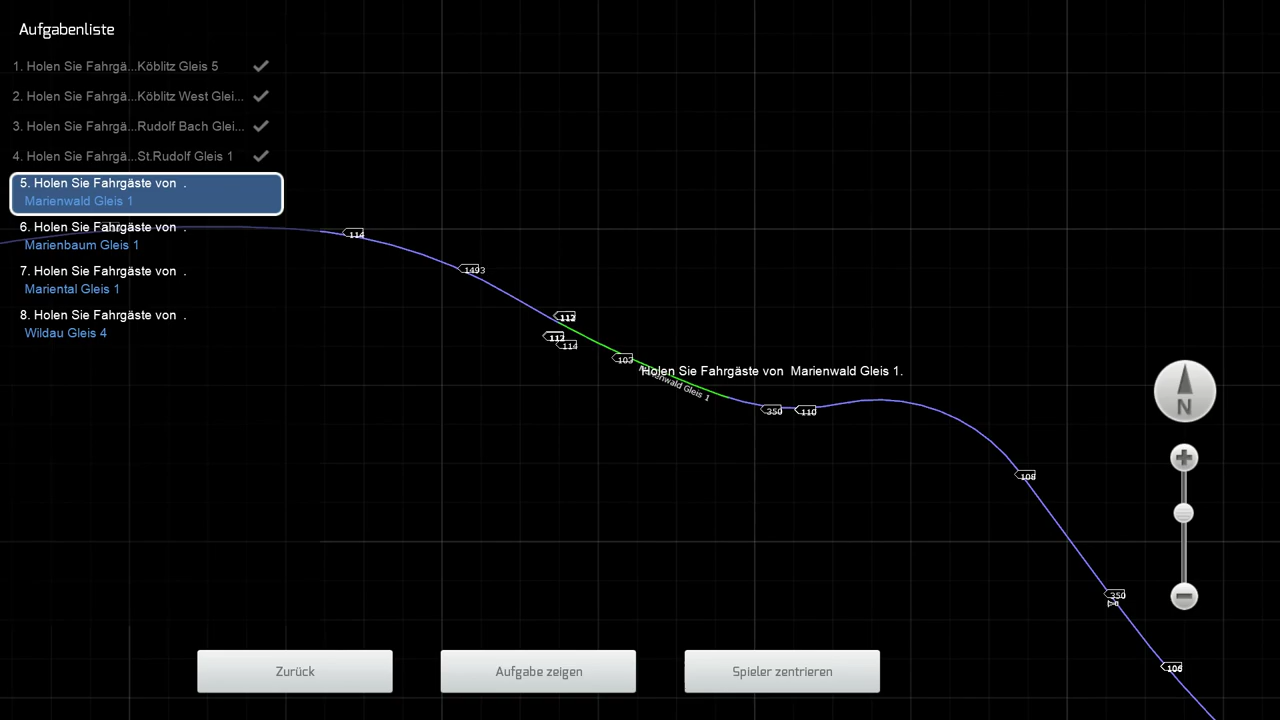 Aufgabenliste
1. Holen Sie Fahrgä...Köblitz Gleis 5
2. Holen Sie Fahrgä...Köblitz West Glei...
3. Holen Sie Fahrgä...Rudolf Bach Glei...
4. Holen Sie Fahrgä...St.Rudolf Gleis 1
5. Holen Sie Fahrgäste von .
Marienwald Gleis 1
6. Holen Sie Fahrgäste von .
Marienbaum Gleis 1
7. Holen Sie Fahrgäste von .
Mariental Gleis 1
8. Holen Sie Fahrgäste von .
Wildau Gleis 4
114
1493
112
112
114
103
Holen Sie Fahrgäste von Marienwald Gleis 1.
Marienwald Gleis 1
350
110
N
108
350
106
Zurück
Aufgabe zeigen
Spieler zentrieren